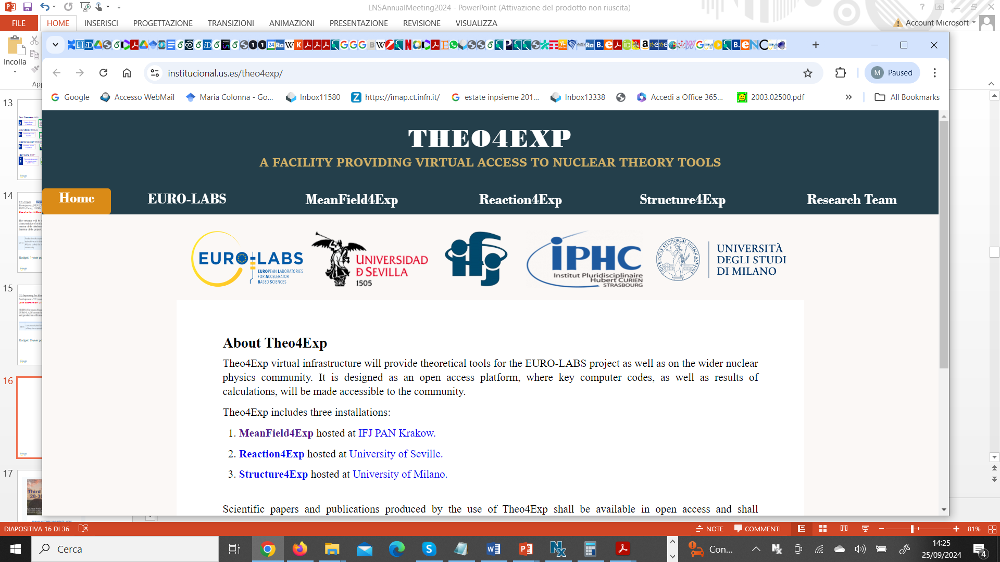 LNSAnnualMeeting2024 - PowerPoint (Attivazione del prodotto non riuscita)
FILE HOME INSERISCI PROGETTAZIONE TRANSIZIONI ANIMAZIONI PRESENTAZIONE REVISIONE VISUALIZZA Account Microsoft
Incolla
institucional.us.es/theo4exp/
M Paused
Google Accesso WebMail Maria Colonna - Go... Inbox11580 https://imap.ct.infn.it/ estate inpsieme 201... Inbox13338 Accedi a Office 365... 2003.02500.pdf » All Bookmarks
THEO4EXP
A FACILITY PROVIDING VIRTUAL ACCESS TO NUCLEAR THEORY TOOLS
Home EURO-LABS MeanField4Exp Reaction4Exp Structure4Exp Research Team
EURO-LABS
EUROPEAN LABORATORIES
FOR ACCELERATOR
BASED SCIENCES
UNIVERSIDAD
D SEVILLA
1505
ifj
iPHC
Institut Pluridisciplinaire
Hubert CURIEN
STRASBOURG
UNIVERSITÀ
DEGLI STUDI
DI MILANO
About Theo4Exp
Theo4Exp virtual infrastructure will provide theoretical tools for the EURO-LABS project as well as on the wider nuclear
physics community. It is designed as an open access platform, where key computer codes, as well as results of
calculations, will be made accessible to the community.
Theo4Exp includes three installations:
1. MeanField4Exp hosted at IFJ PAN Krakow.
2. Reaction4Exp hosted at University of Seville.
3. Structure4Exp hosted at University of Milano.
Scientific papers and publications produced by the use of Theo4Exp shall be available in open access and shall
13
14
15
16
17
Third
28-30
DIAPOSITIVA 16 DI 36 NOTE COMMENTI 81%
Cerca
Con...
14:25
25/09/2024
4